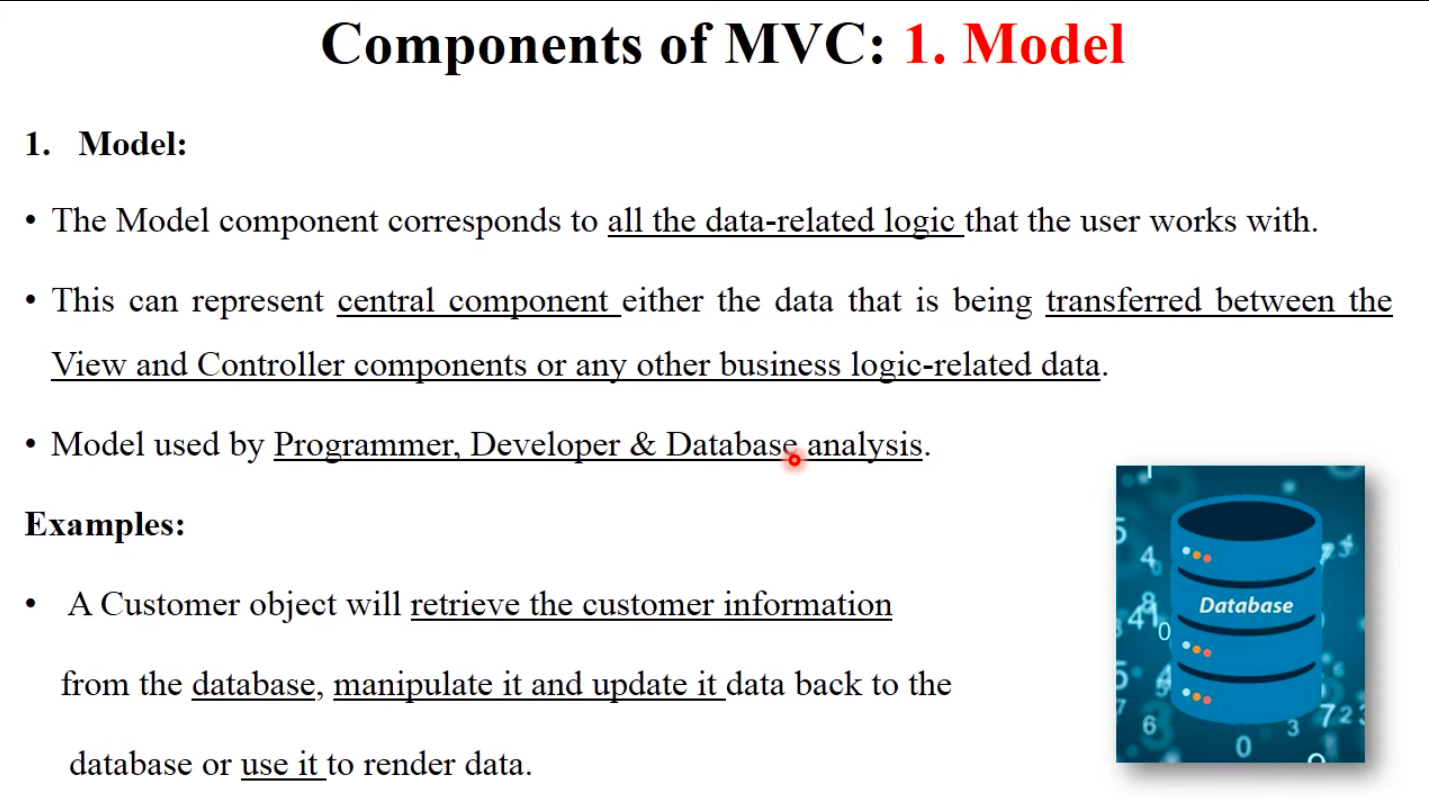 Components of MVC: 1. Model
1. Model:
• The Model component corresponds to all the data-related logic that the user works with.
• This can represent central component either the data that is being transferred between the
View and Controller components or any other business logic-related data.
• Model used by Programmer, Developer & Database analysis.
Examples:
• A Customer object will retrieve the customer information
from the database, manipulate it and update it data back to the
database or use it to render data.
Database